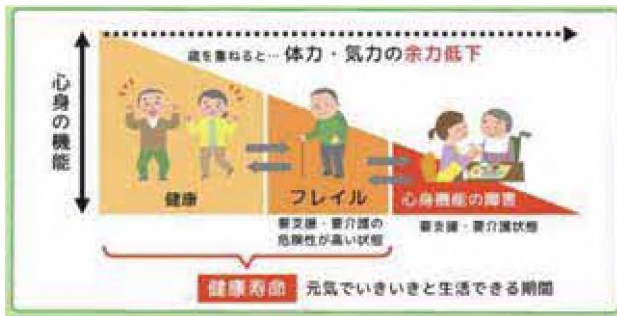 歳を重ねると… 体力・気力の余力低下
心身の機能
健康
フレイル
心身機能の障害
要支援・要介護の
危険性が高い状態
要支援・要介護状態
健康寿命 元気でいきいきと生活できる期間